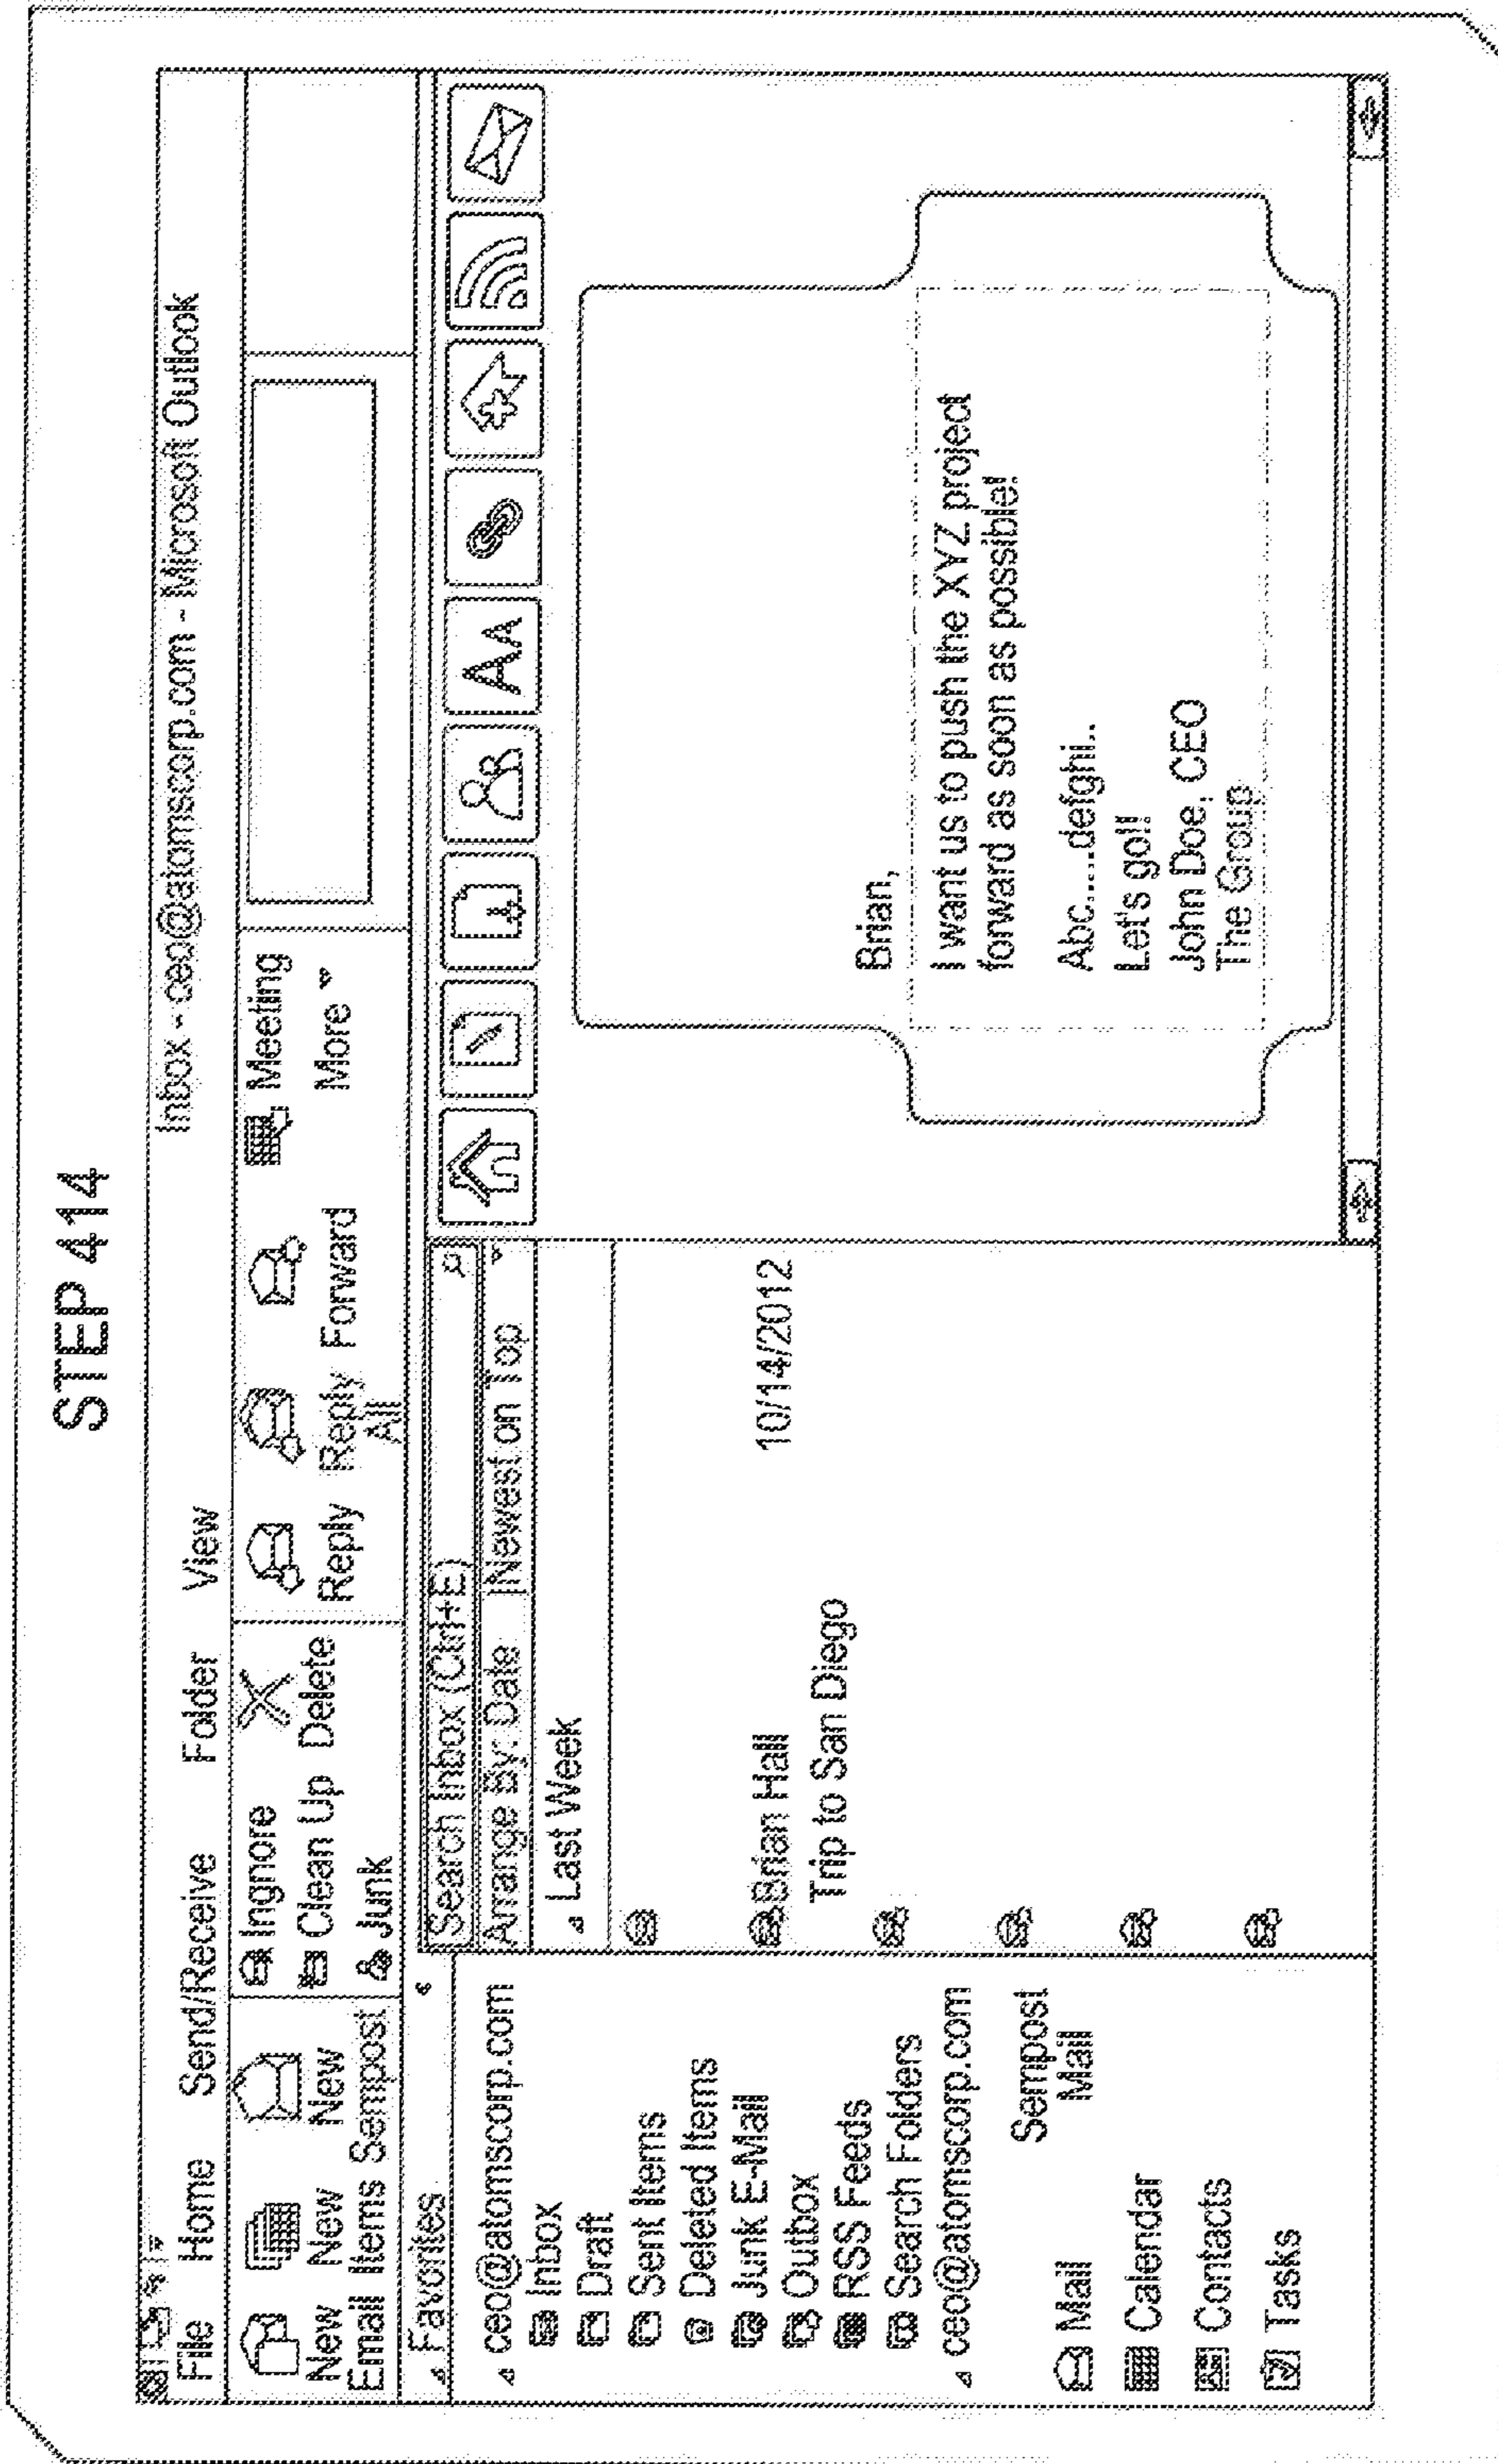 STEP 414
Inbox - ceo@atomscorp.com - Microsoft Outlook
File Home Send/Receive Folder View
New Email
New Items
New Sempost
Ingnore
Clean Up
Junk
Delete
Reply
Reply All
Forward
Meeting
More
Favorites
ceo@atomscorp.com
Inbox
Draft
Sent Items
Deleted Items
Junk E-Mail
Outbox
RSS Feeds
Search Folders
ceo@atomscorp.com
Sempost
Mail
Mail
Calendar
Contacts
Tasks
Search Inbox (Ctrl+E)
Arrange By: Date Newest on Top
Last Week
Brian Hall 10/14/2012
Trip to San Diego
AA
Brian,
I want us to push the XYZ project
forward as soon as possible!
Abc.....defghi..
Let's go!!
John Doe, CEO
The Group